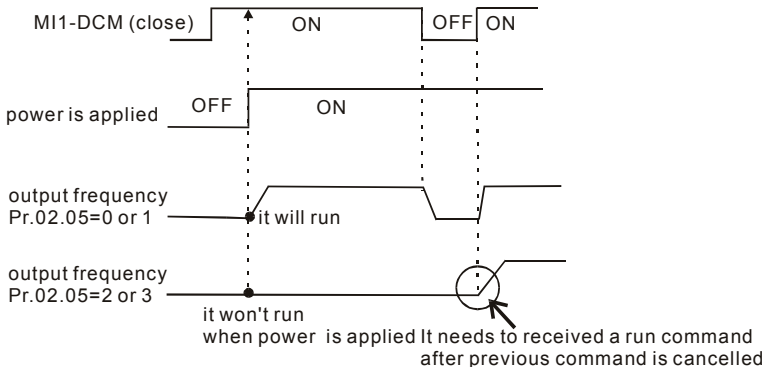 MI1-DCM (close)
ON
OFF
ON
power is applied
OFF
ON
output frequency
Pr.02.05=0 or 1
it will run
output frequency
Pr.02.05=2 or 3
it won't run
when power is applied
It needs to received a run command
after previous command is cancelled